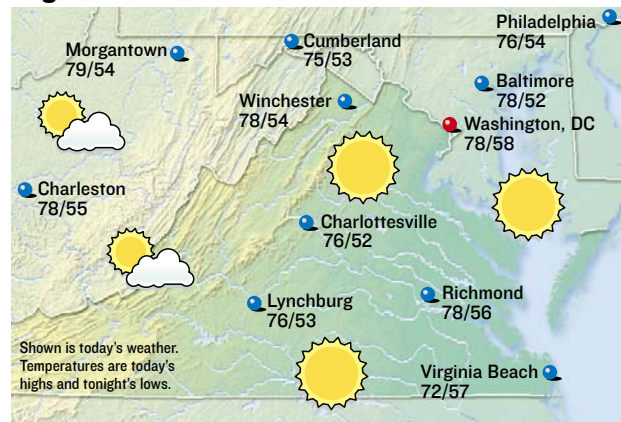 Philadelphia
76/54
Morgantown
79/54
Cumberland
75/53
Baltimore
78/52
Winchester
78/54
Washington, DC
78/58
Charleston
78/55
Charlottesville
76/52
Lynchburg
76/53
Richmond
78/56
Shown is today's weather.
Temperatures are today's
highs and tonight's lows.
Virginia Beach
72/57